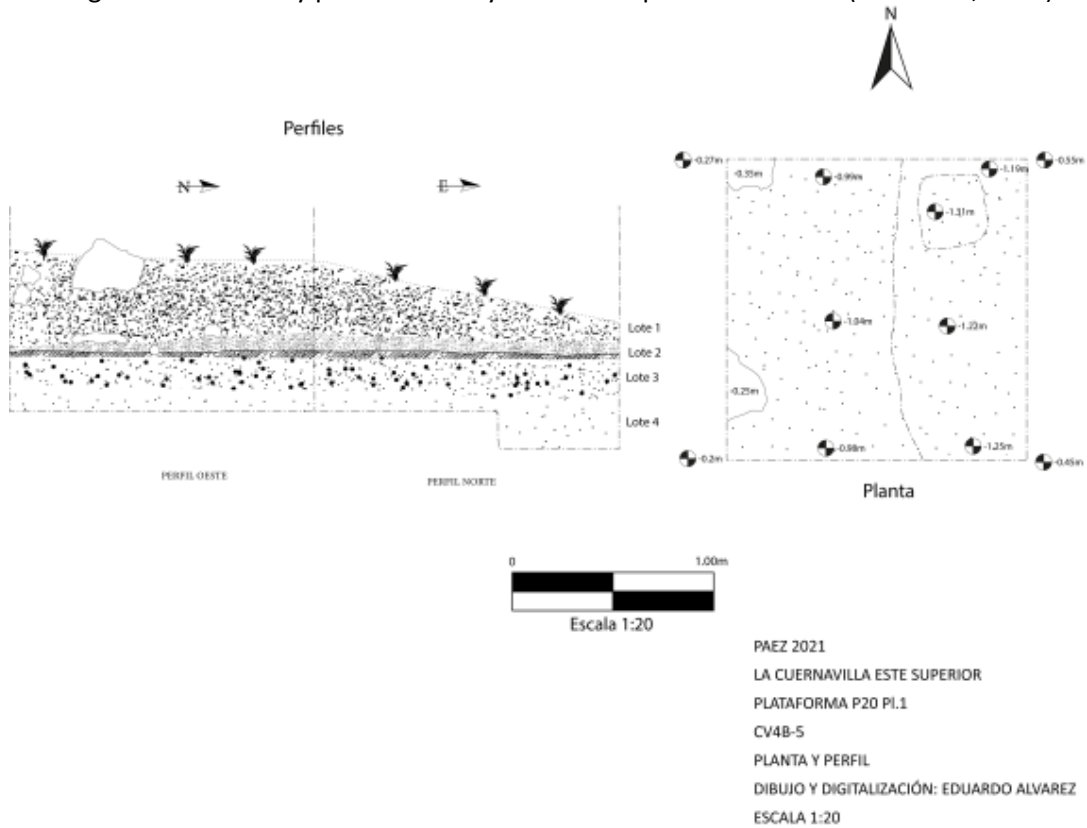 N
Perfiles
N
E
Lote 1
Lote 2
Lote 3
Lote 4
PERFIL OESTE
PERFIL NORTE
-0.27m
-0.35m
-0.99m
-1.19m
-0.55m
-1.31m
-1.04m
-1.22m
-0.25m
-0.2m
-0.98m
-1.25m
-0.45m
Planta
0
1.00m
Escala 1:20
PAEZ 2021
LA CUERNAVILLA ESTE SUPERIOR
PLATAFORMA P20 Pl.1
CV4B-5
PLANTA Y PERFIL
DIBUJO Y DIGITALIZACIÓN: EDUARDO ALVAREZ
ESCALA 1:20